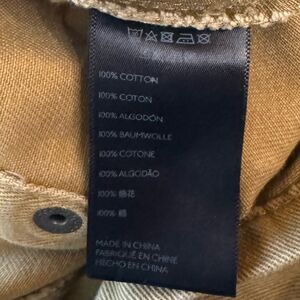 100% COTTON
100% COTON
100% ALGODÓN
100% BAUMWOLLE
100% COTONE
100% ALGODÃO
100% 棉花
100% 綿
MADE IN CHINA
FABRIQUÉ EN CHINE
HECHO EN CHINA